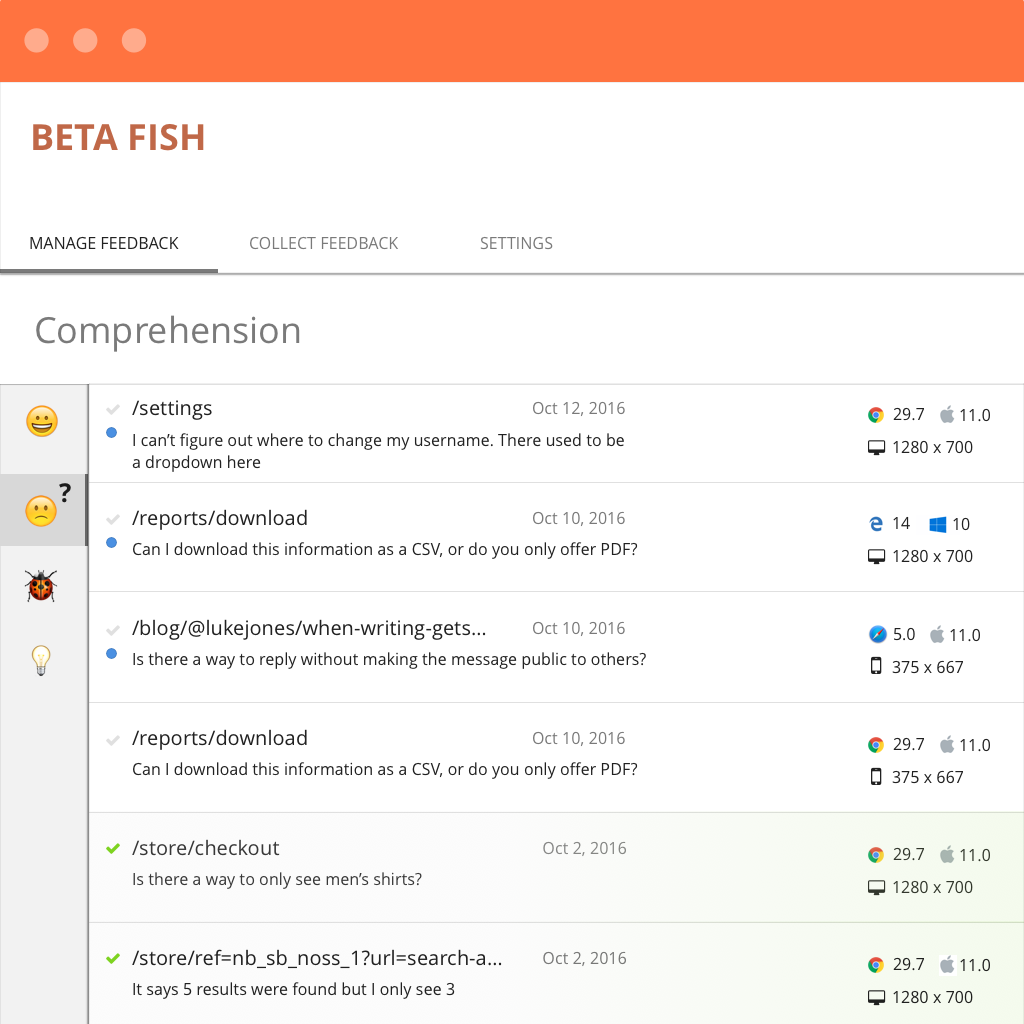 BETA FISH
MANAGE FEEDBACK
COLLECT FEEDBACK
SETTINGS
Comprehension
?
/settings
Oct 12, 2016
29.7
11.0
I can’t figure out where to change my username. There used to be
a dropdown here
1280 x 700
/reports/download
Oct 10, 2016
14
10
Can I download this information as a CSV, or do you only offer PDF?
1280 x 700
/blog/@lukejones/when-writing-gets...
Oct 10, 2016
5.0
11.0
Is there a way to reply without making the message public to others?
375 x 667
/reports/download
Oct 10, 2016
29.7
11.0
Can I download this information as a CSV, or do you only offer PDF?
375 x 667
/store/checkout
Oct 2, 2016
29.7
11.0
Is there a way to only see men’s shirts?
1280 x 700
/store/ref=nb_sb_noss_1?url=search-a...
Oct 2, 2016
29.7
11.0
It says 5 results were found but I only see 3
1280 x 700